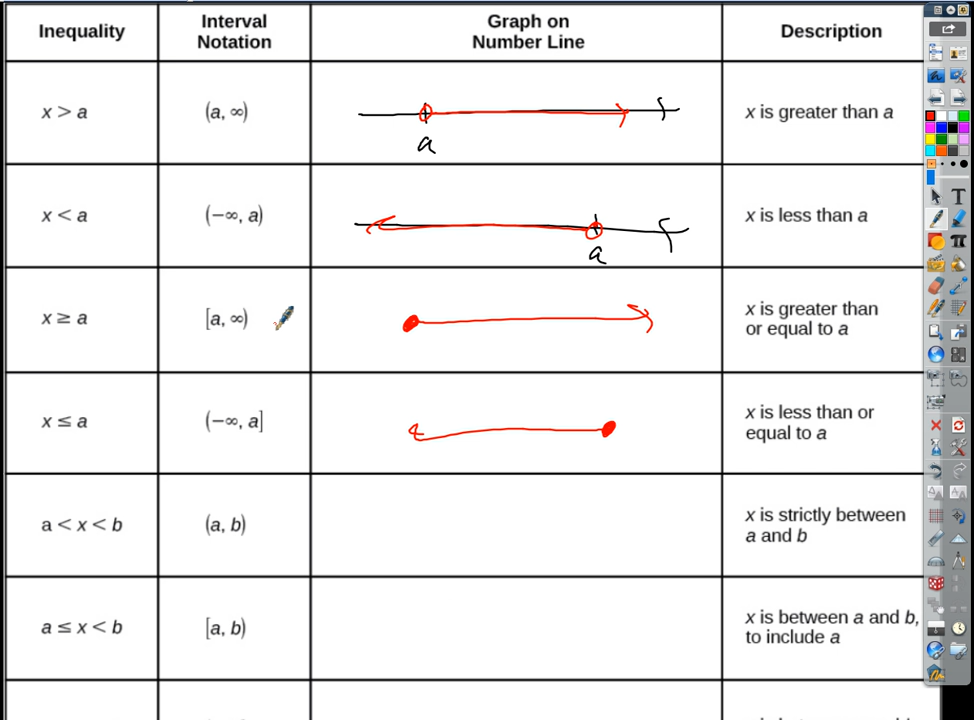 Inequality
Interval
Notation
Graph on
Number Line
Description
x > a
(a, ∞)
a
x is greater than a
x < a
(−∞, a)
a
x is less than a
x ≥ a
[a, ∞)
x is greater than
or equal to a
x ≤ a
(−∞, a]
x is less than or
equal to a
a < x < b
(a, b)
x is strictly between
a and b
a ≤ x < b
[a, b)
x is between a and b,
to include a